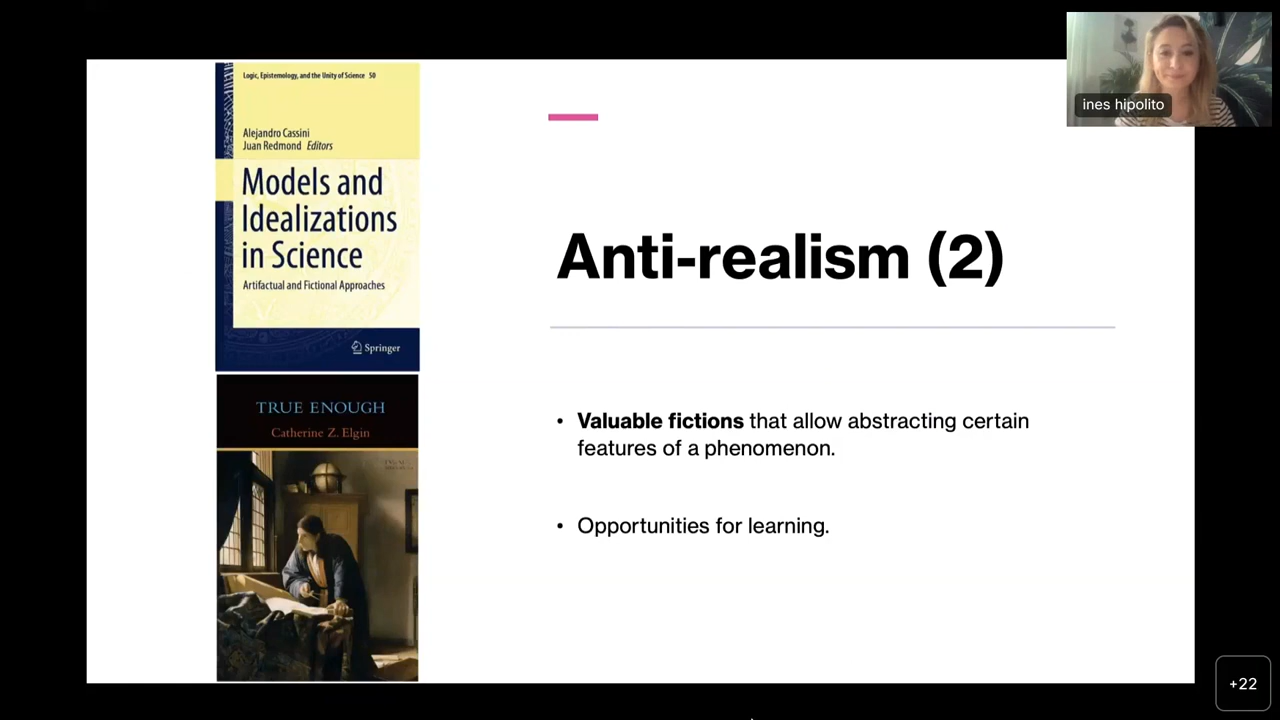 Logic, Epistemology, and the Unity of Science 50
Alejandro Cassini
Juan Redmond Editors
Models and
Idealizations
in Science
Artifactual and Fictional Approaches
Springer
TRUE ENOUGH
Catherine Z. Elgin
Anti-realism (2)
• Valuable fictions that allow abstracting certain
features of a phenomenon.
• Opportunities for learning.
ines hipolito
+22